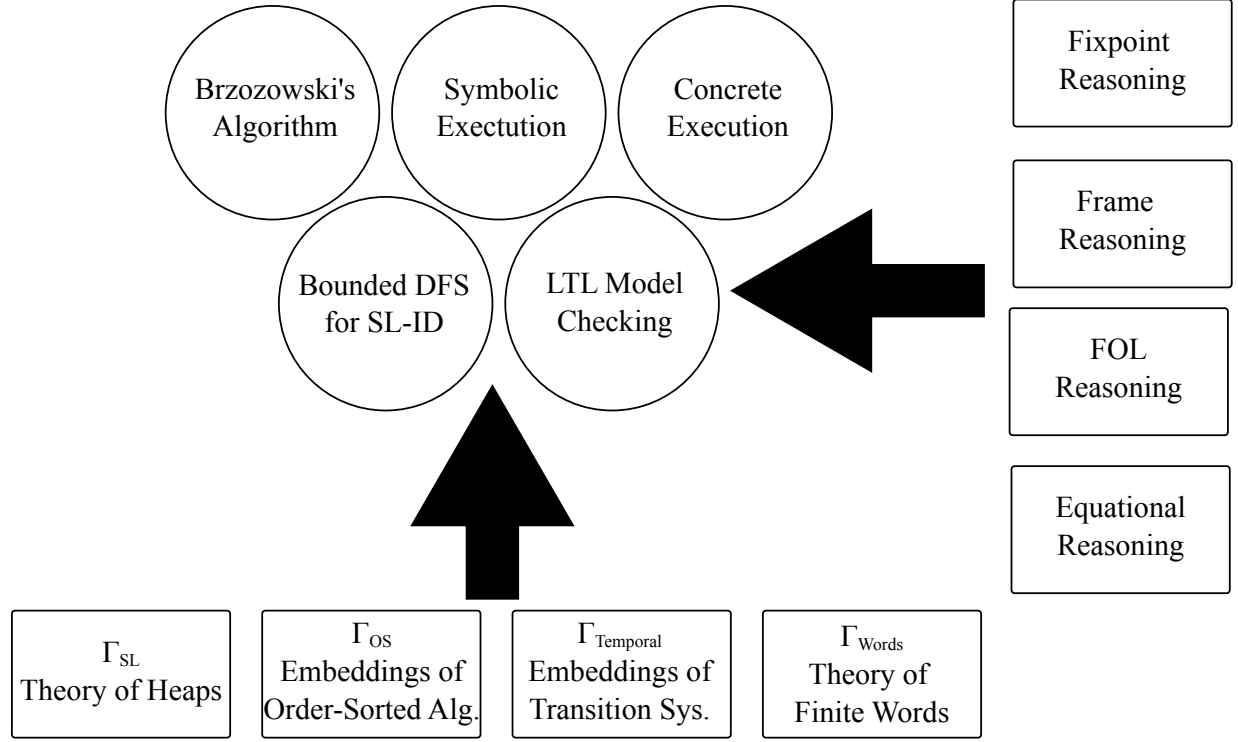 Brzozowski's
Algorithm
Symbolic
Exectution
Concrete
Execution
Bounded DFS
for SL-ID
LTL Model
Checking
Fixpoint
Reasoning
Frame
Reasoning
FOL
Reasoning
Equational
Reasoning
ΓSL
Theory of Heaps
ΓOS
Embeddings of
Order-Sorted Alg.
ΓTemporal
Embeddings of
Transition Sys.
ΓWords
Theory of
Finite Words